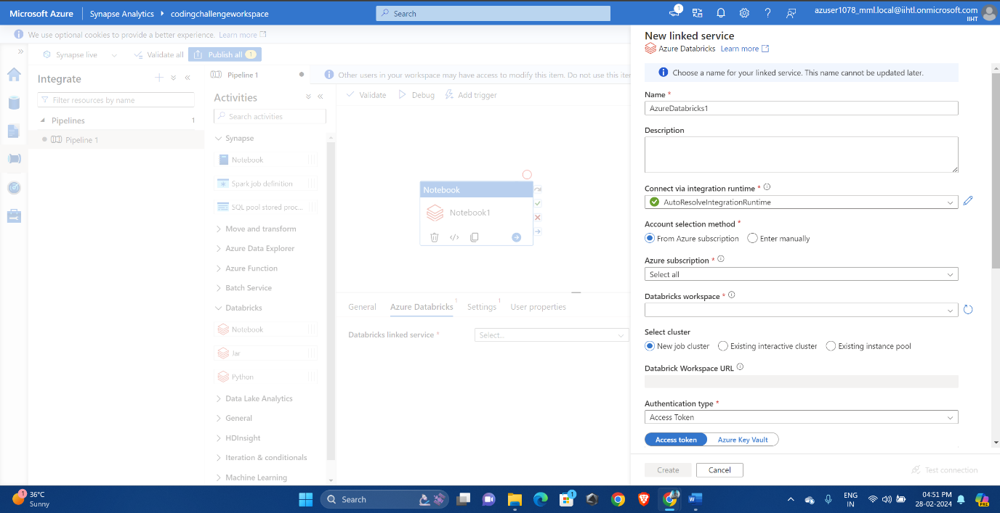 Microsoft Azure
Synapse Analytics
codingchallengeworkspace
Search
1
azuser1078_mml.local@iihtl.onmicrosoft.com
IIHT
We use optional cookies to provide a better experience. Learn more
Synapse live
Validate all
Publish all 1
Integrate
Filter resources by name
Pipelines 1
Pipeline 1
Pipeline 1
Activities
Search activities
Synapse
Notebook
Spark job definition
SQL pool stored proc...
Move and transform
Azure Data Explorer
Azure Function
Batch Service
Databricks
Notebook
Jar
Python
Data Lake Analytics
General
HDInsight
Iteration & conditionals
Machine Learning
Other users in your workspace may have access to modify this item. Do not use this iter
Validate
Debug
Add trigger
Notebook
Notebook1
General
Azure Databricks 1
Settings 1
User properties
Databricks linked service *
Select...
New linked service
Azure Databricks Learn more
Choose a name for your linked service. This name cannot be updated later.
Name *
AzureDatabricks1
Description
Connect via integration runtime *
AutoResolveIntegrationRuntime
Account selection method *
From Azure subscription
Enter manually
Azure subscription *
Select all
Databricks workspace *
Select cluster
New job cluster
Existing interactive cluster
Existing instance pool
Databrick Workspace URL
Authentication type *
Access Token
Access token
Azure Key Vault
Create
Cancel
Test connection
1
36°C
Sunny
Search
1
ENG
IN
04:51 PM
28-02-2024
PRE